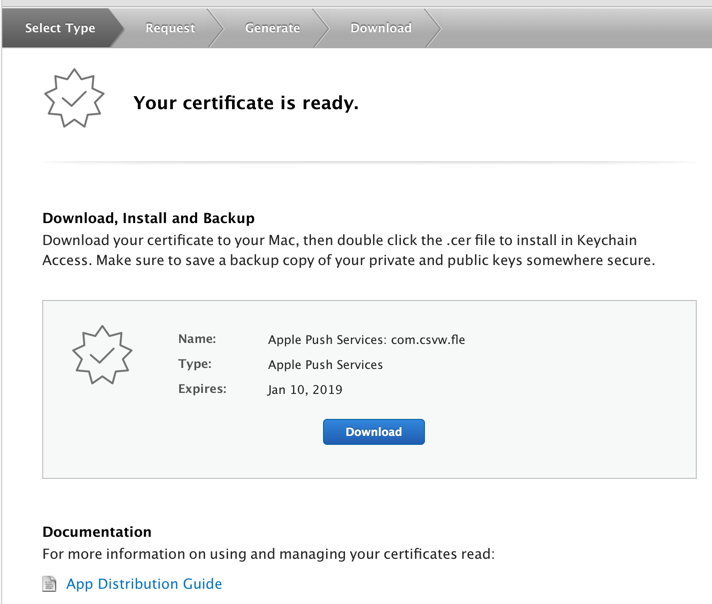 Select Type
Request
Generate
Download
Your certificate is ready.
Download, Install and Backup
Download your certificate to your Mac, then double click the .cer file to install in Keychain
Access. Make sure to save a backup copy of your private and public keys somewhere secure.
Name: Apple Push Services: com.csvw.fle
Type: Apple Push Services
Expires: Jan 10, 2019
Download
Documentation
For more information on using and managing your certificates read:
App Distribution Guide